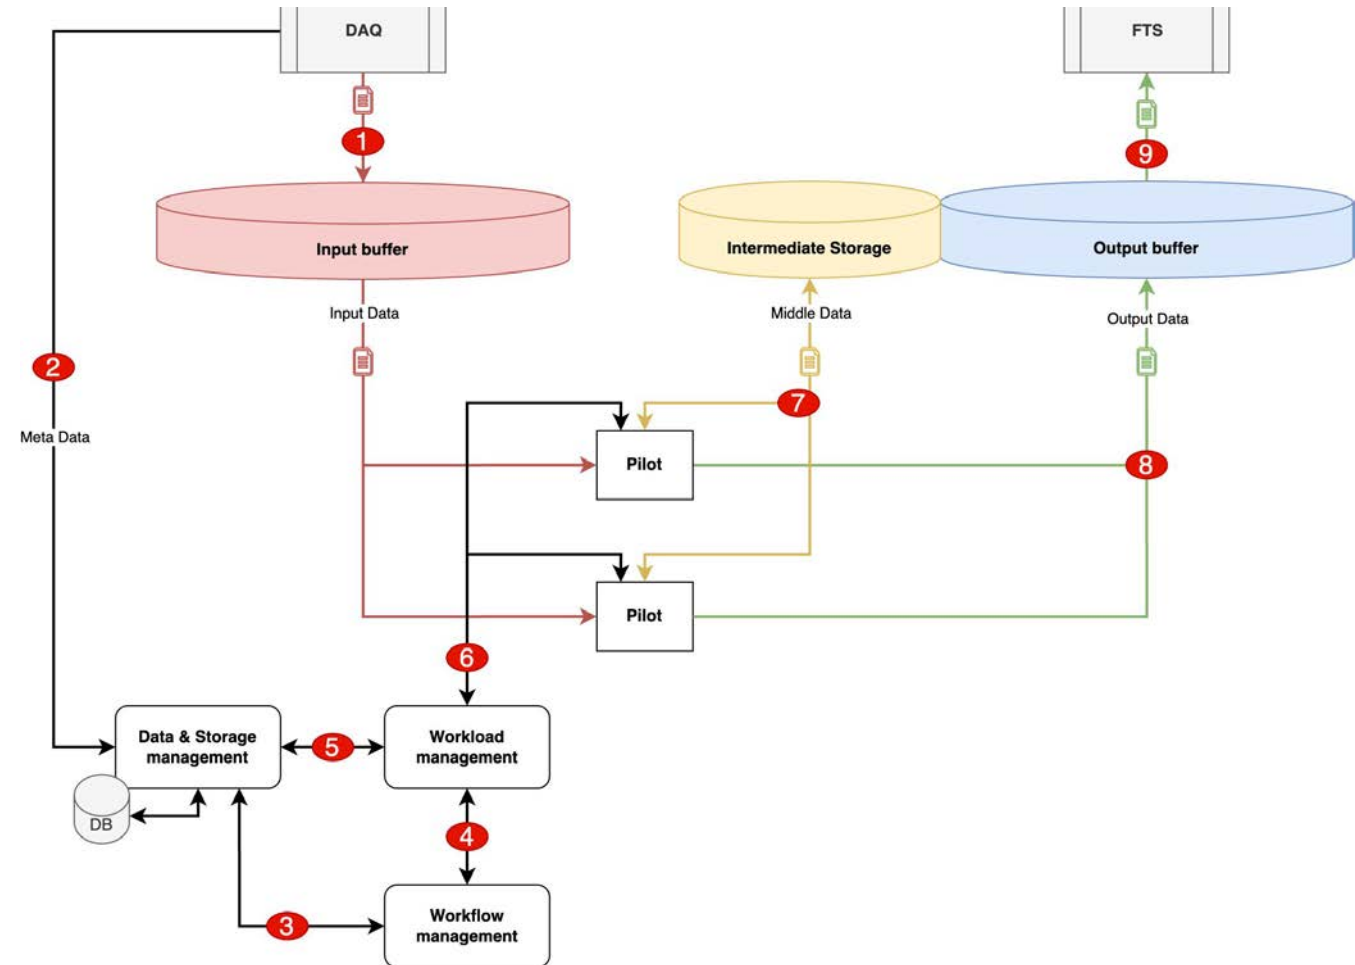 DAQ
FTS
1
9
Input buffer
Intermediate Storage
Output buffer
Input Data
Middle Data
Output Data
2
7
Meta Data
Pilot
8
Pilot
6
Data & Storage
management
5
Workload
management
DB
4
3
Workflow
management